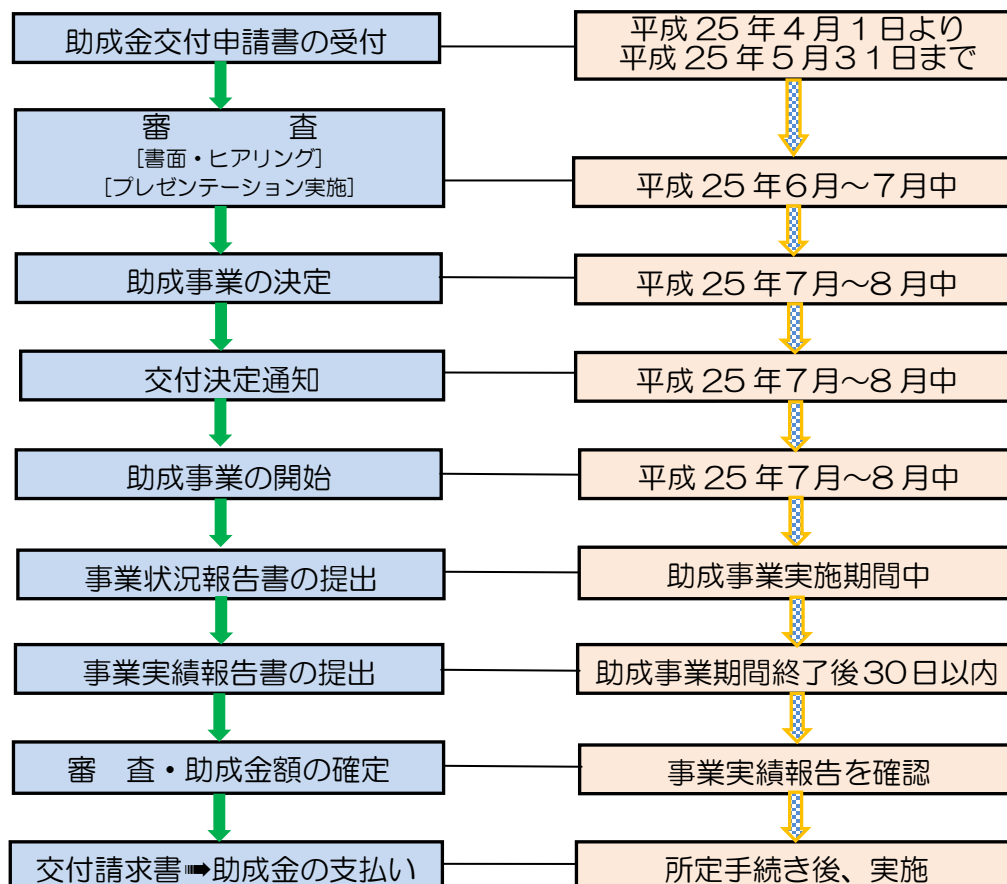 助成金交付申請書の受付
平成25年4月1日より
平成25年5月31日まで
審　　　　査
[書面・ヒアリング]
[プレゼンテーション実施]
平成25年6月～7月中
助成事業の決定
平成25年7月～8月中
交付決定通知
平成25年7月～8月中
助成事業の開始
平成25年7月～8月中
事業状況報告書の提出
助成事業実施期間中
事業実績報告書の提出
助成事業期間終了後30日以内
審　査・助成金額の確定
事業実績報告を確認
交付請求書➠助成金の支払い
所定手続き後、実施